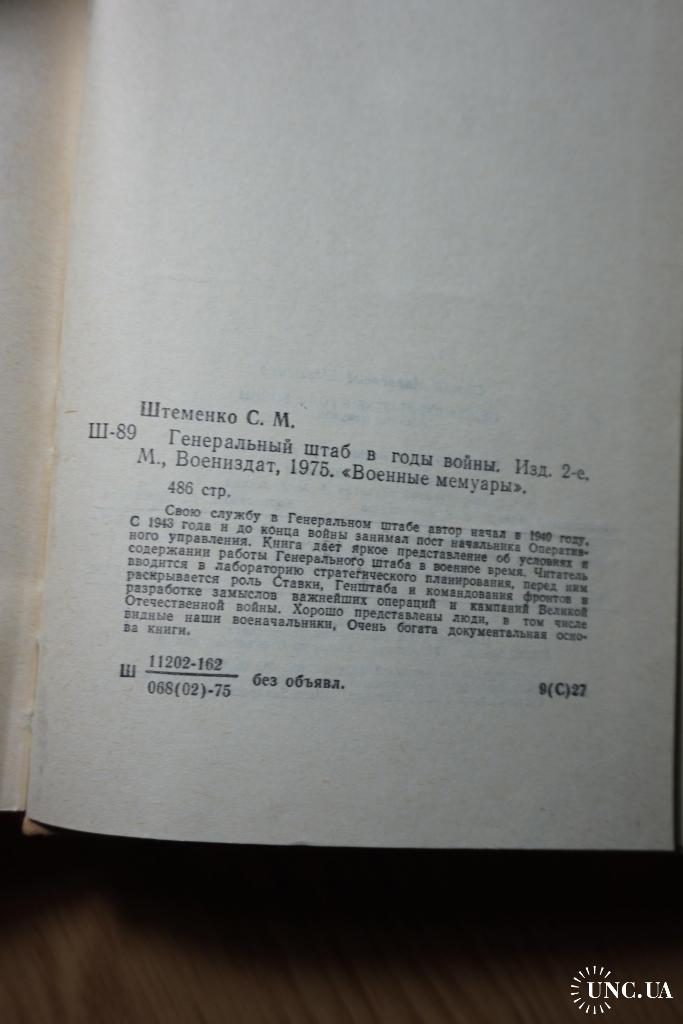 Штеменко С. М.
Ш-89 Генеральный штаб в годы войны. Изд. 2-е.
М., Воениздат, 1975. «Военные мемуары».
486 стр.
Свою службу в Генеральном штабе автор начал в 1940 году.
С 1943 года и до конца войны занимал пост начальника Оператив-
ного управления. Книга дает яркое представление об условиях и
содержании работы Генерального штаба в военное время. Читатель
вводится в лабораторию стратегического планирования, перед ним
раскрывается роль Ставки, Генштаба и командования фронтов в
разработке замыслов важнейших операций и кампаний Великой
Отечественной войны. Хорошо представлены люди, в том числе
видные наши военачальники, Очень богата документальная осно-
ва книги.
Ш 11202-162
068(02)-75 без объявл. 9(С)27
UNC.UA